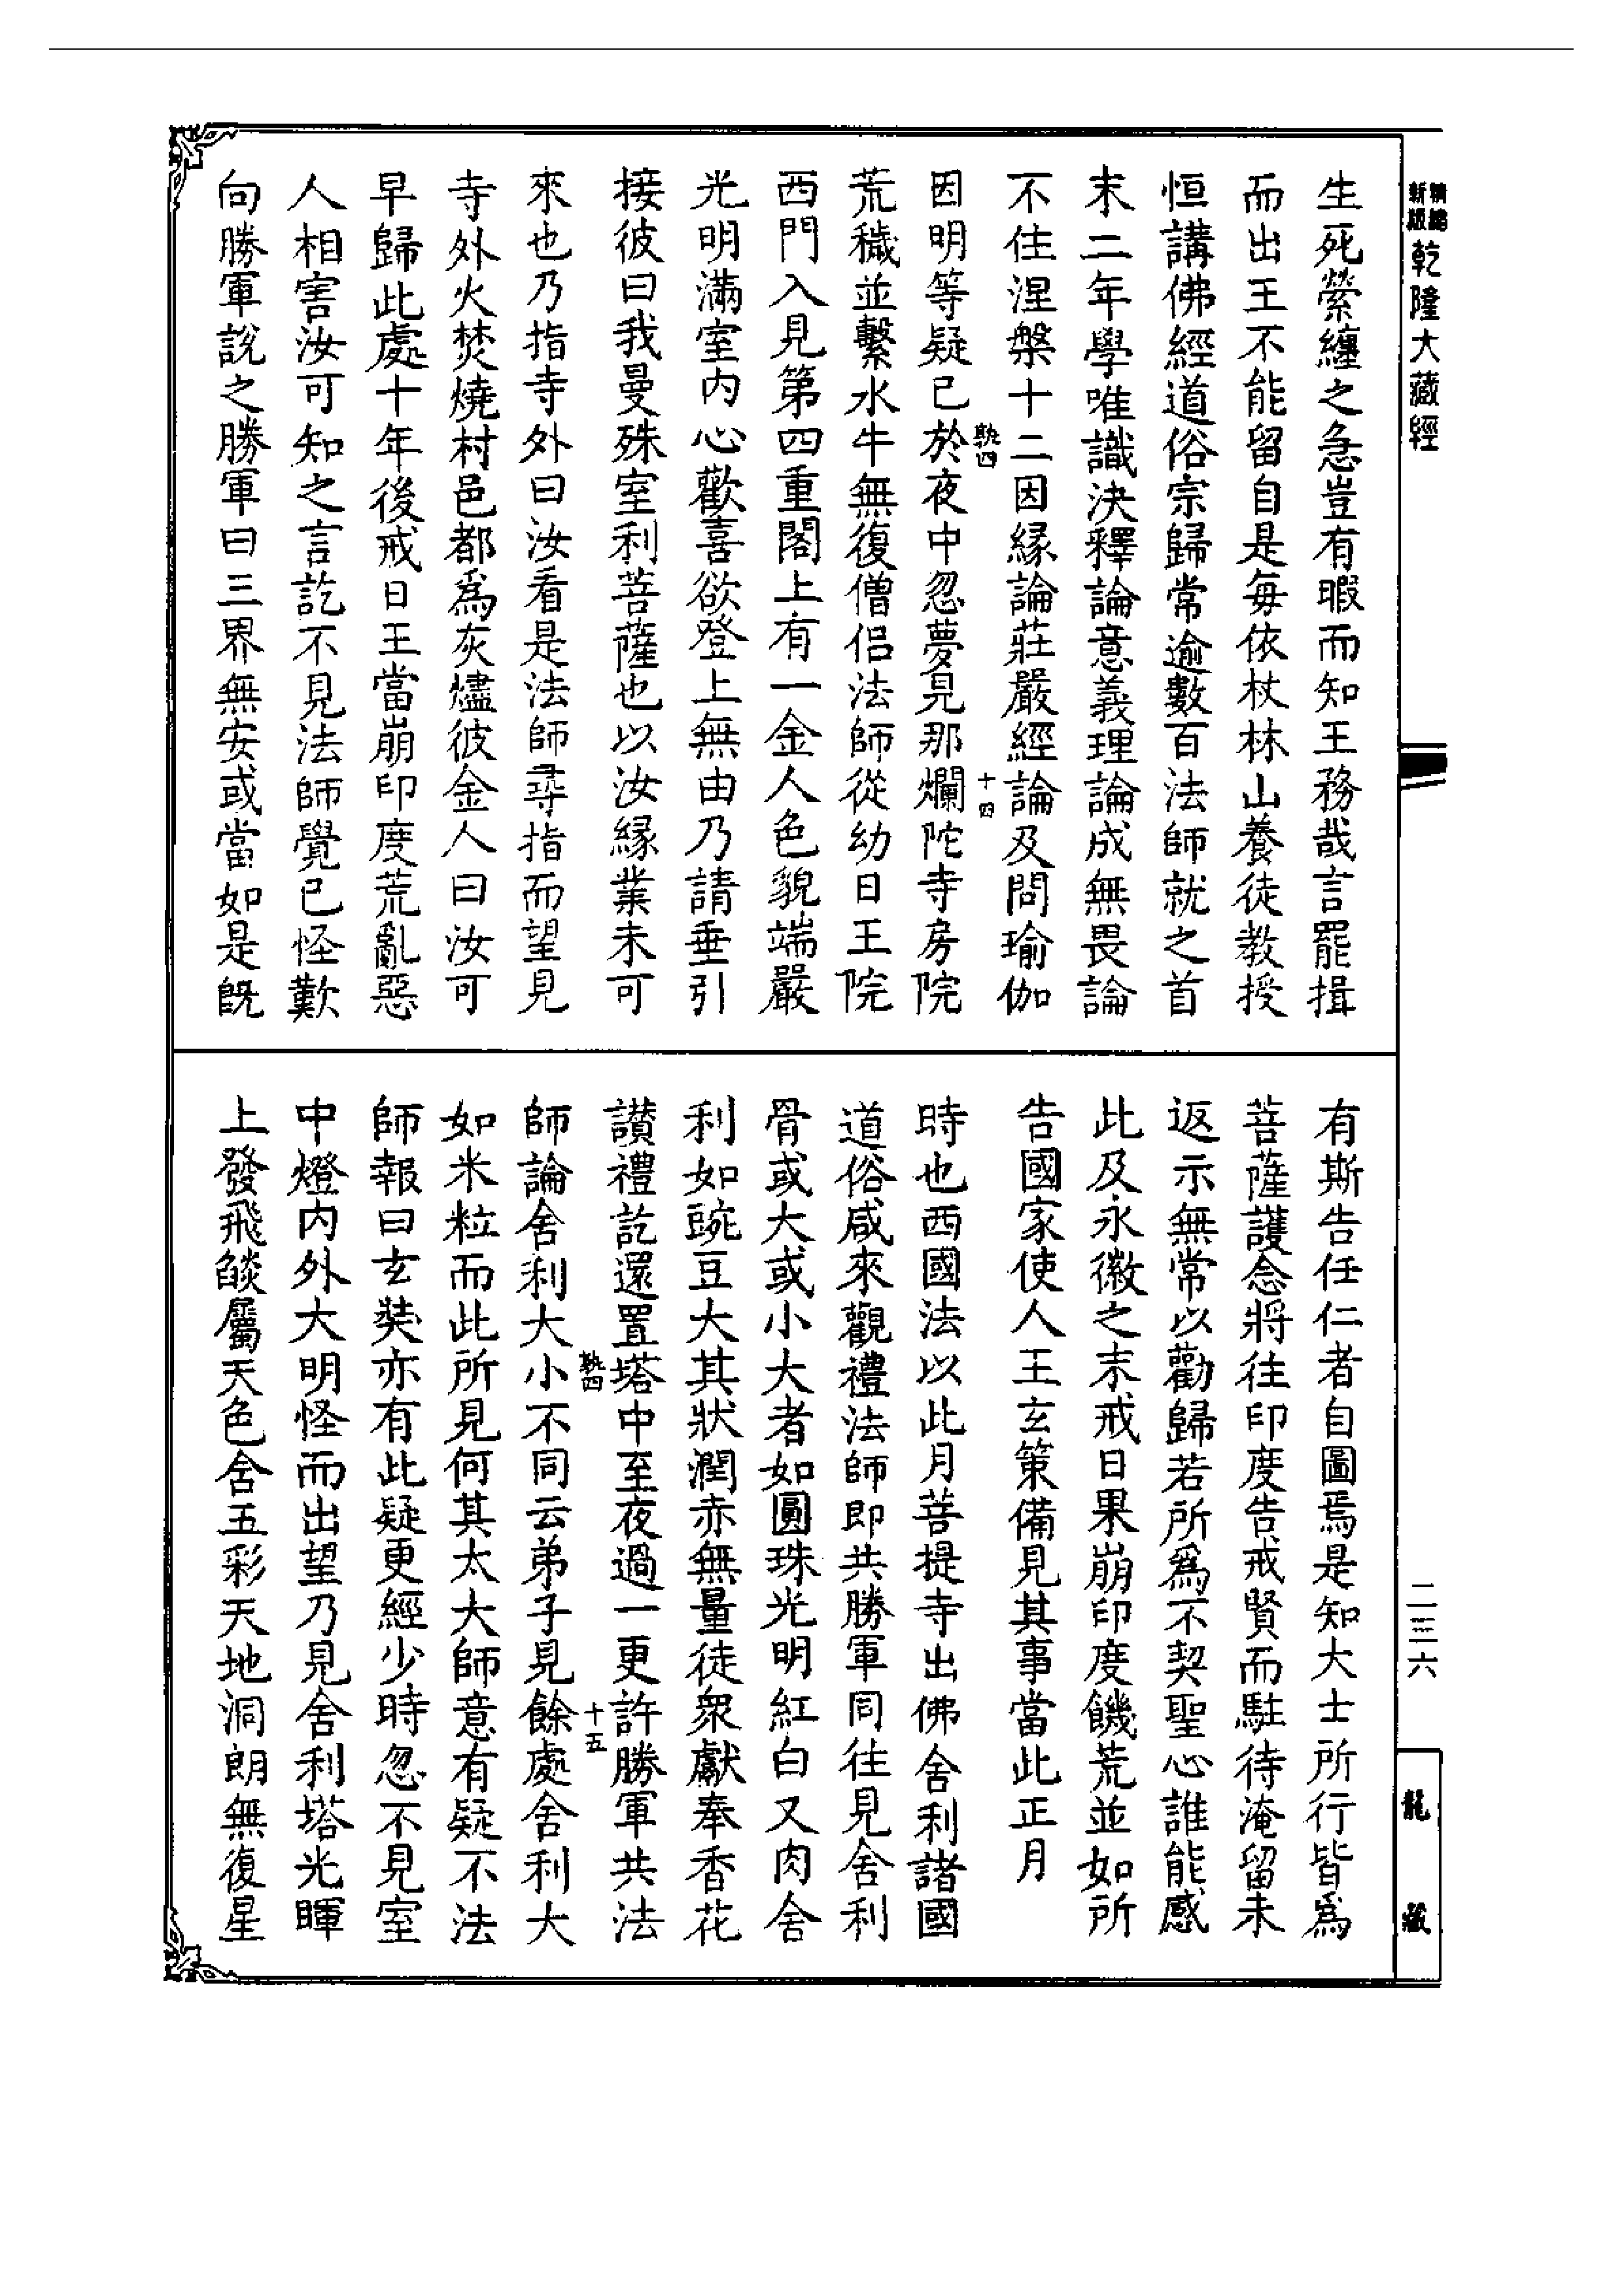 新編
新版
乾隆大藏經
生死縈纏之急豈有暇而知王務哉言罷揖
而出王不能留自是每依杖林山養徒教授
恒講佛經道俗宗歸常逾數百法師就之首
末二年學唯識決釋論意義理論成無畏論
不住涅槃十二因緣論莊嚴經論及問瑜伽
因明等疑已於夜中忽夢見那爛陀寺房院
執四
十四
荒穢並繫水牛無復僧侶法師從幼日王院
西門入見第四重閣上有一金人色貌端嚴
光明滿室內心歡喜欲登上無由乃請垂引
接彼曰我曼殊室利菩薩也以汝緣業未可
來也乃指寺外曰汝看是法師尋指而望見
寺外火焚燒村邑都為灰燼彼金人曰汝可
早歸此處十年後戒日王當崩印度荒亂惡
人相害汝可知之言訖不見法師覺已怪歎
向勝軍說之勝軍曰三界無安或當如是既
有斯告任仁者自圖焉是知大士所行皆為
菩薩護念將往印度告戒賢而駐待淹留未
返示無常以勸歸若所為不契聖心誰能感
此及永徽之末戒日果崩印度饑荒並如所
告國家使人王玄策備見其事當此正月
時也西國法以此月菩提寺出佛舍利諸國
道俗咸來觀禮法師即共勝軍同往見舍利
骨或大或小大者如圓珠光明紅白又肉舍
利如豌豆大其狀潤赤無量徒眾獻奉香花
讚禮訖還置塔中至夜過一更許勝軍共法
執四
十五
師論舍利大小不同云弟子見餘處舍利大
如米粒而此所見何其太大師意有疑不法
師報曰玄奘亦有此疑更經少時忽不見室
中燈內外大明怪而出望乃見舍利塔光暉
上發飛燄屬天色含五彩天地洞朗無復星
二三六
龍藏